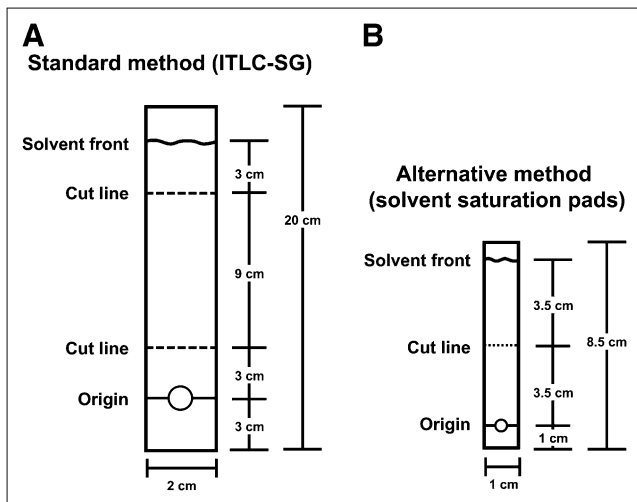 A
Standard method (ITLC-SG)
Solvent front
Cut line
Cut line
Origin
3 cm
9 cm
3 cm
3 cm
20 cm
2 cm
B
Alternative method
(solvent saturation pads)
Solvent front
Cut line
Origin
3.5 cm
3.5 cm
1 cm
8.5 cm
1 cm